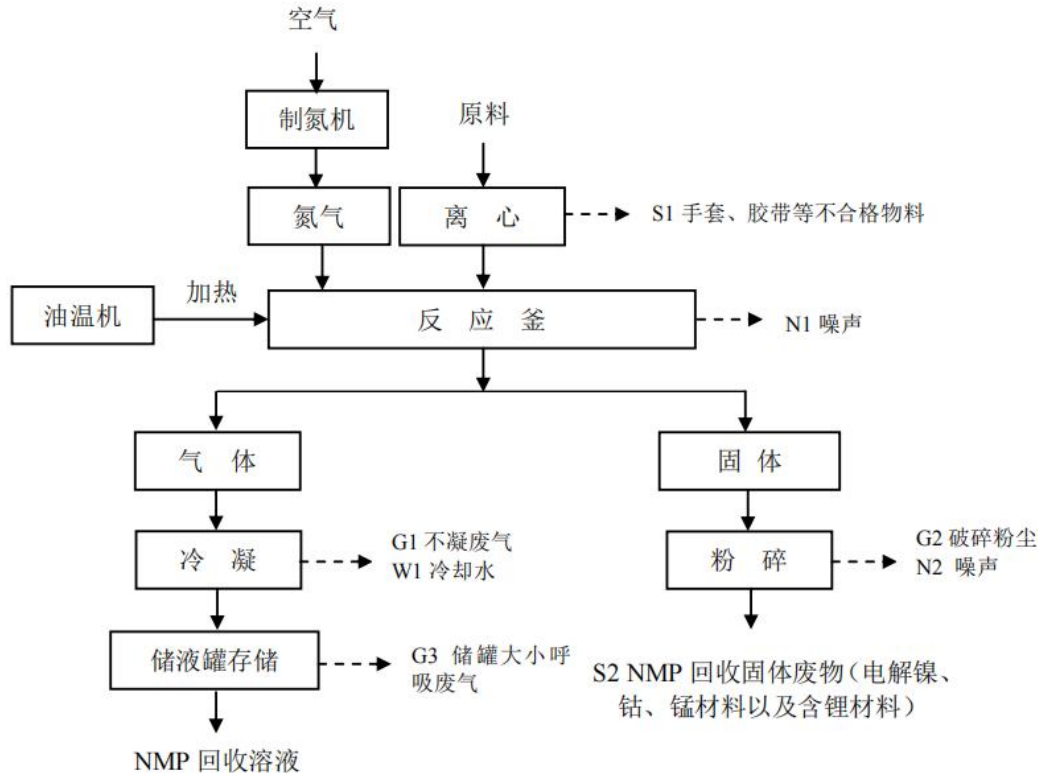 空气
制氮机
原料
氮气
离 心
S1 手套、胶带等不合格物料
加热
油温机
反 应 釜
N1 噪声
气 体
固 体
冷 凝
G1 不凝废气
W1 冷却水
粉 碎
G2 破碎粉尘
N2 噪声
储液罐存储
G3 储罐大小呼
吸废气
S2 NMP 回收固体废物（电解镍、
钴、锰材料以及含锂材料）
NMP 回收溶液